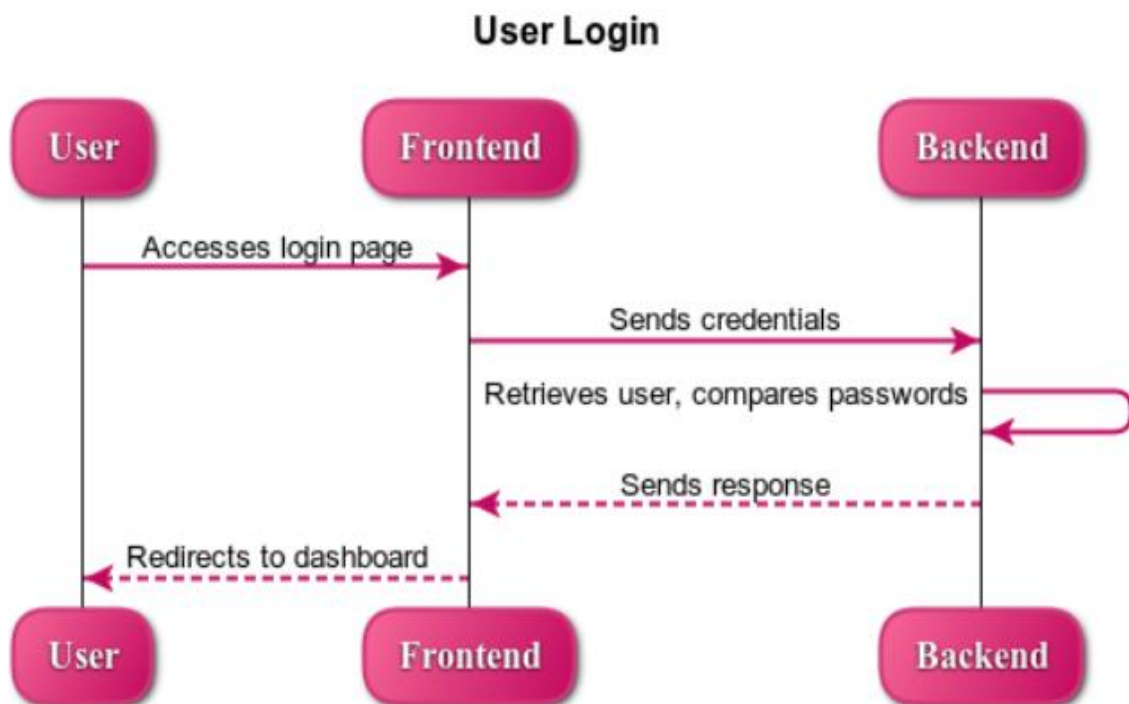 User Login
User
Frontend
Backend
Accesses login page
Sends credentials
Retrieves user, compares passwords
Sends response
Redirects to dashboard
User
Frontend
Backend